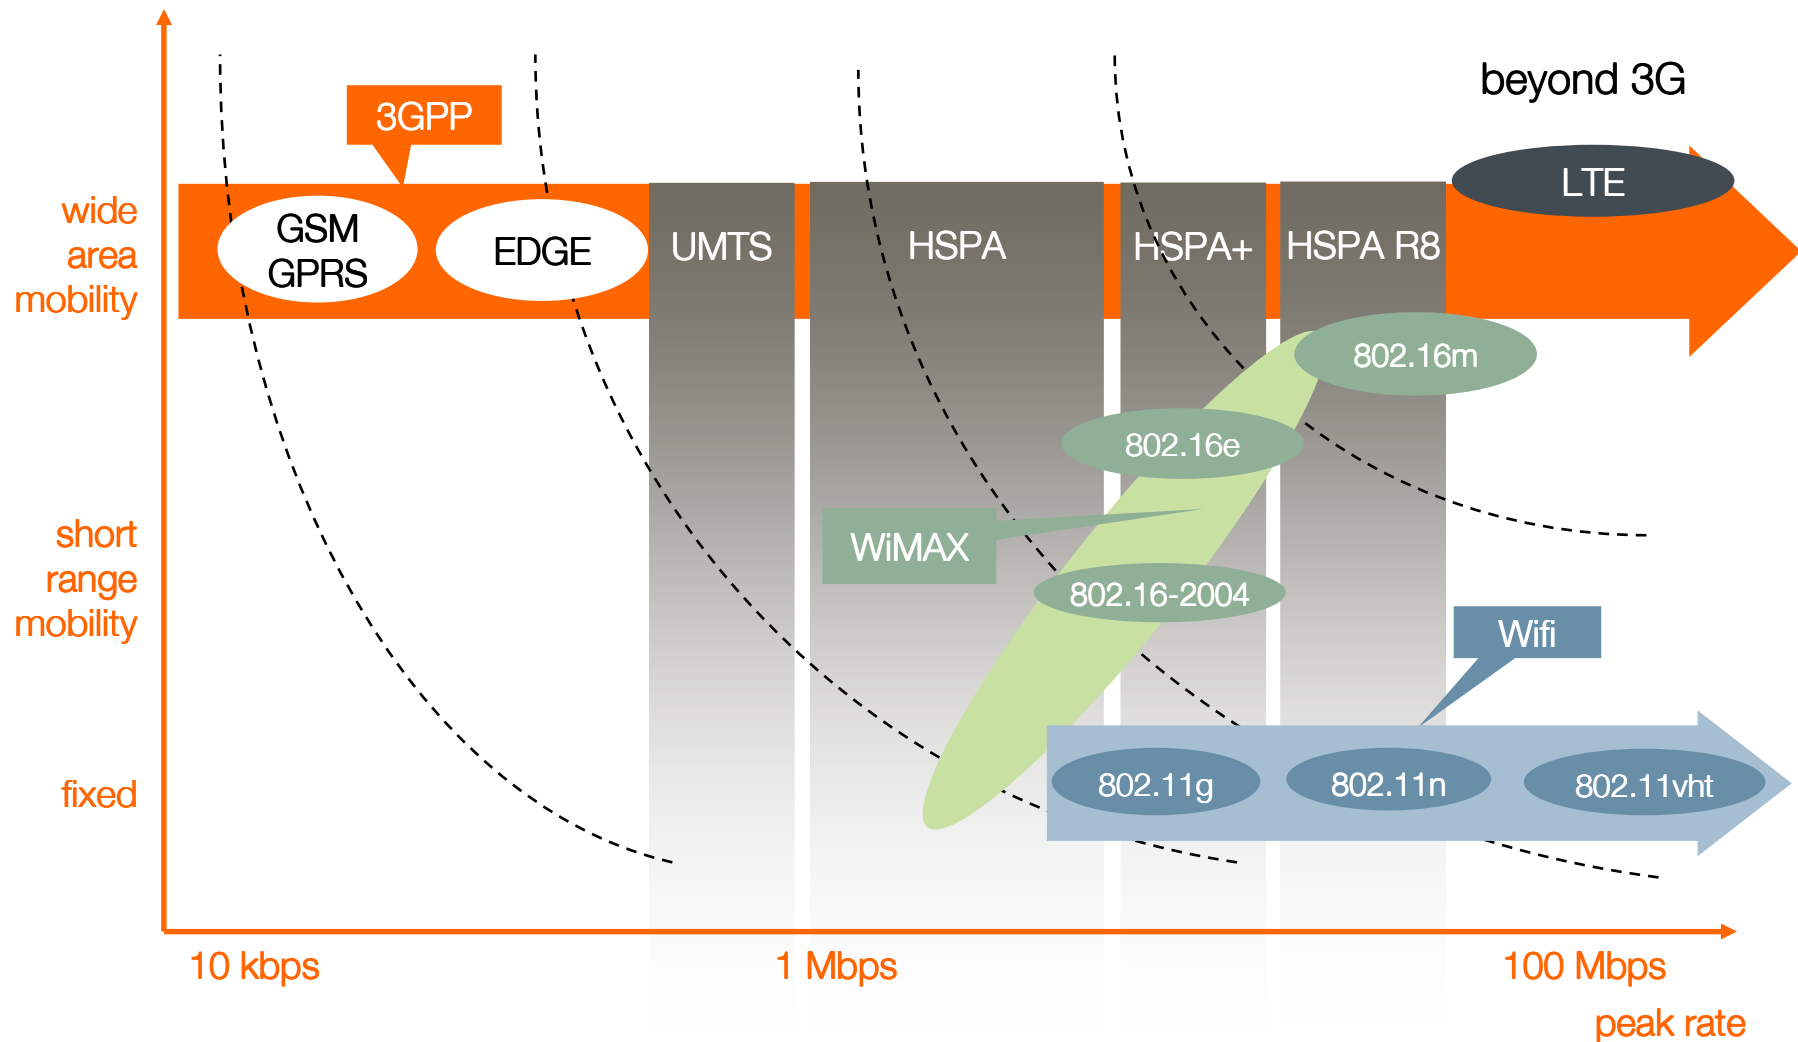 beyond 3G
3GPP
LTE
wide
area
mobility
GSM
GPRS
EDGE
UMTS
HSPA
HSPA+
HSPA R8
802.16m
802.16e
WiMAX
802.16-2004
short
range
mobility
Wifi
fixed
802.11g
802.11n
802.11vht
10 kbps
1 Mbps
100 Mbps
peak rate